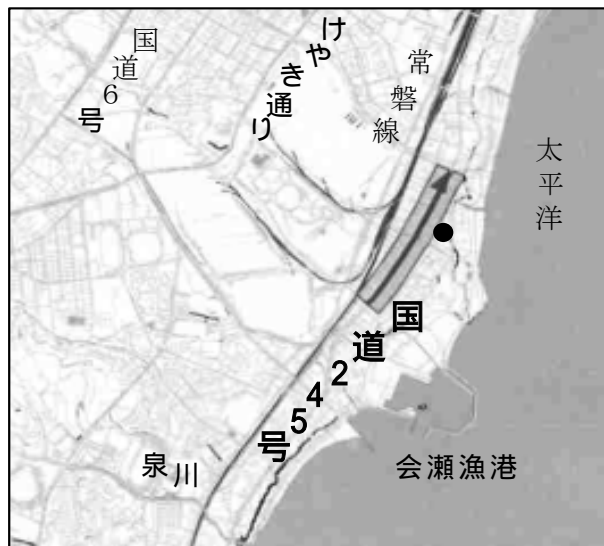 国道6号
けやき通り
常磐線
太平洋
国道245号
泉川
会瀬漁港